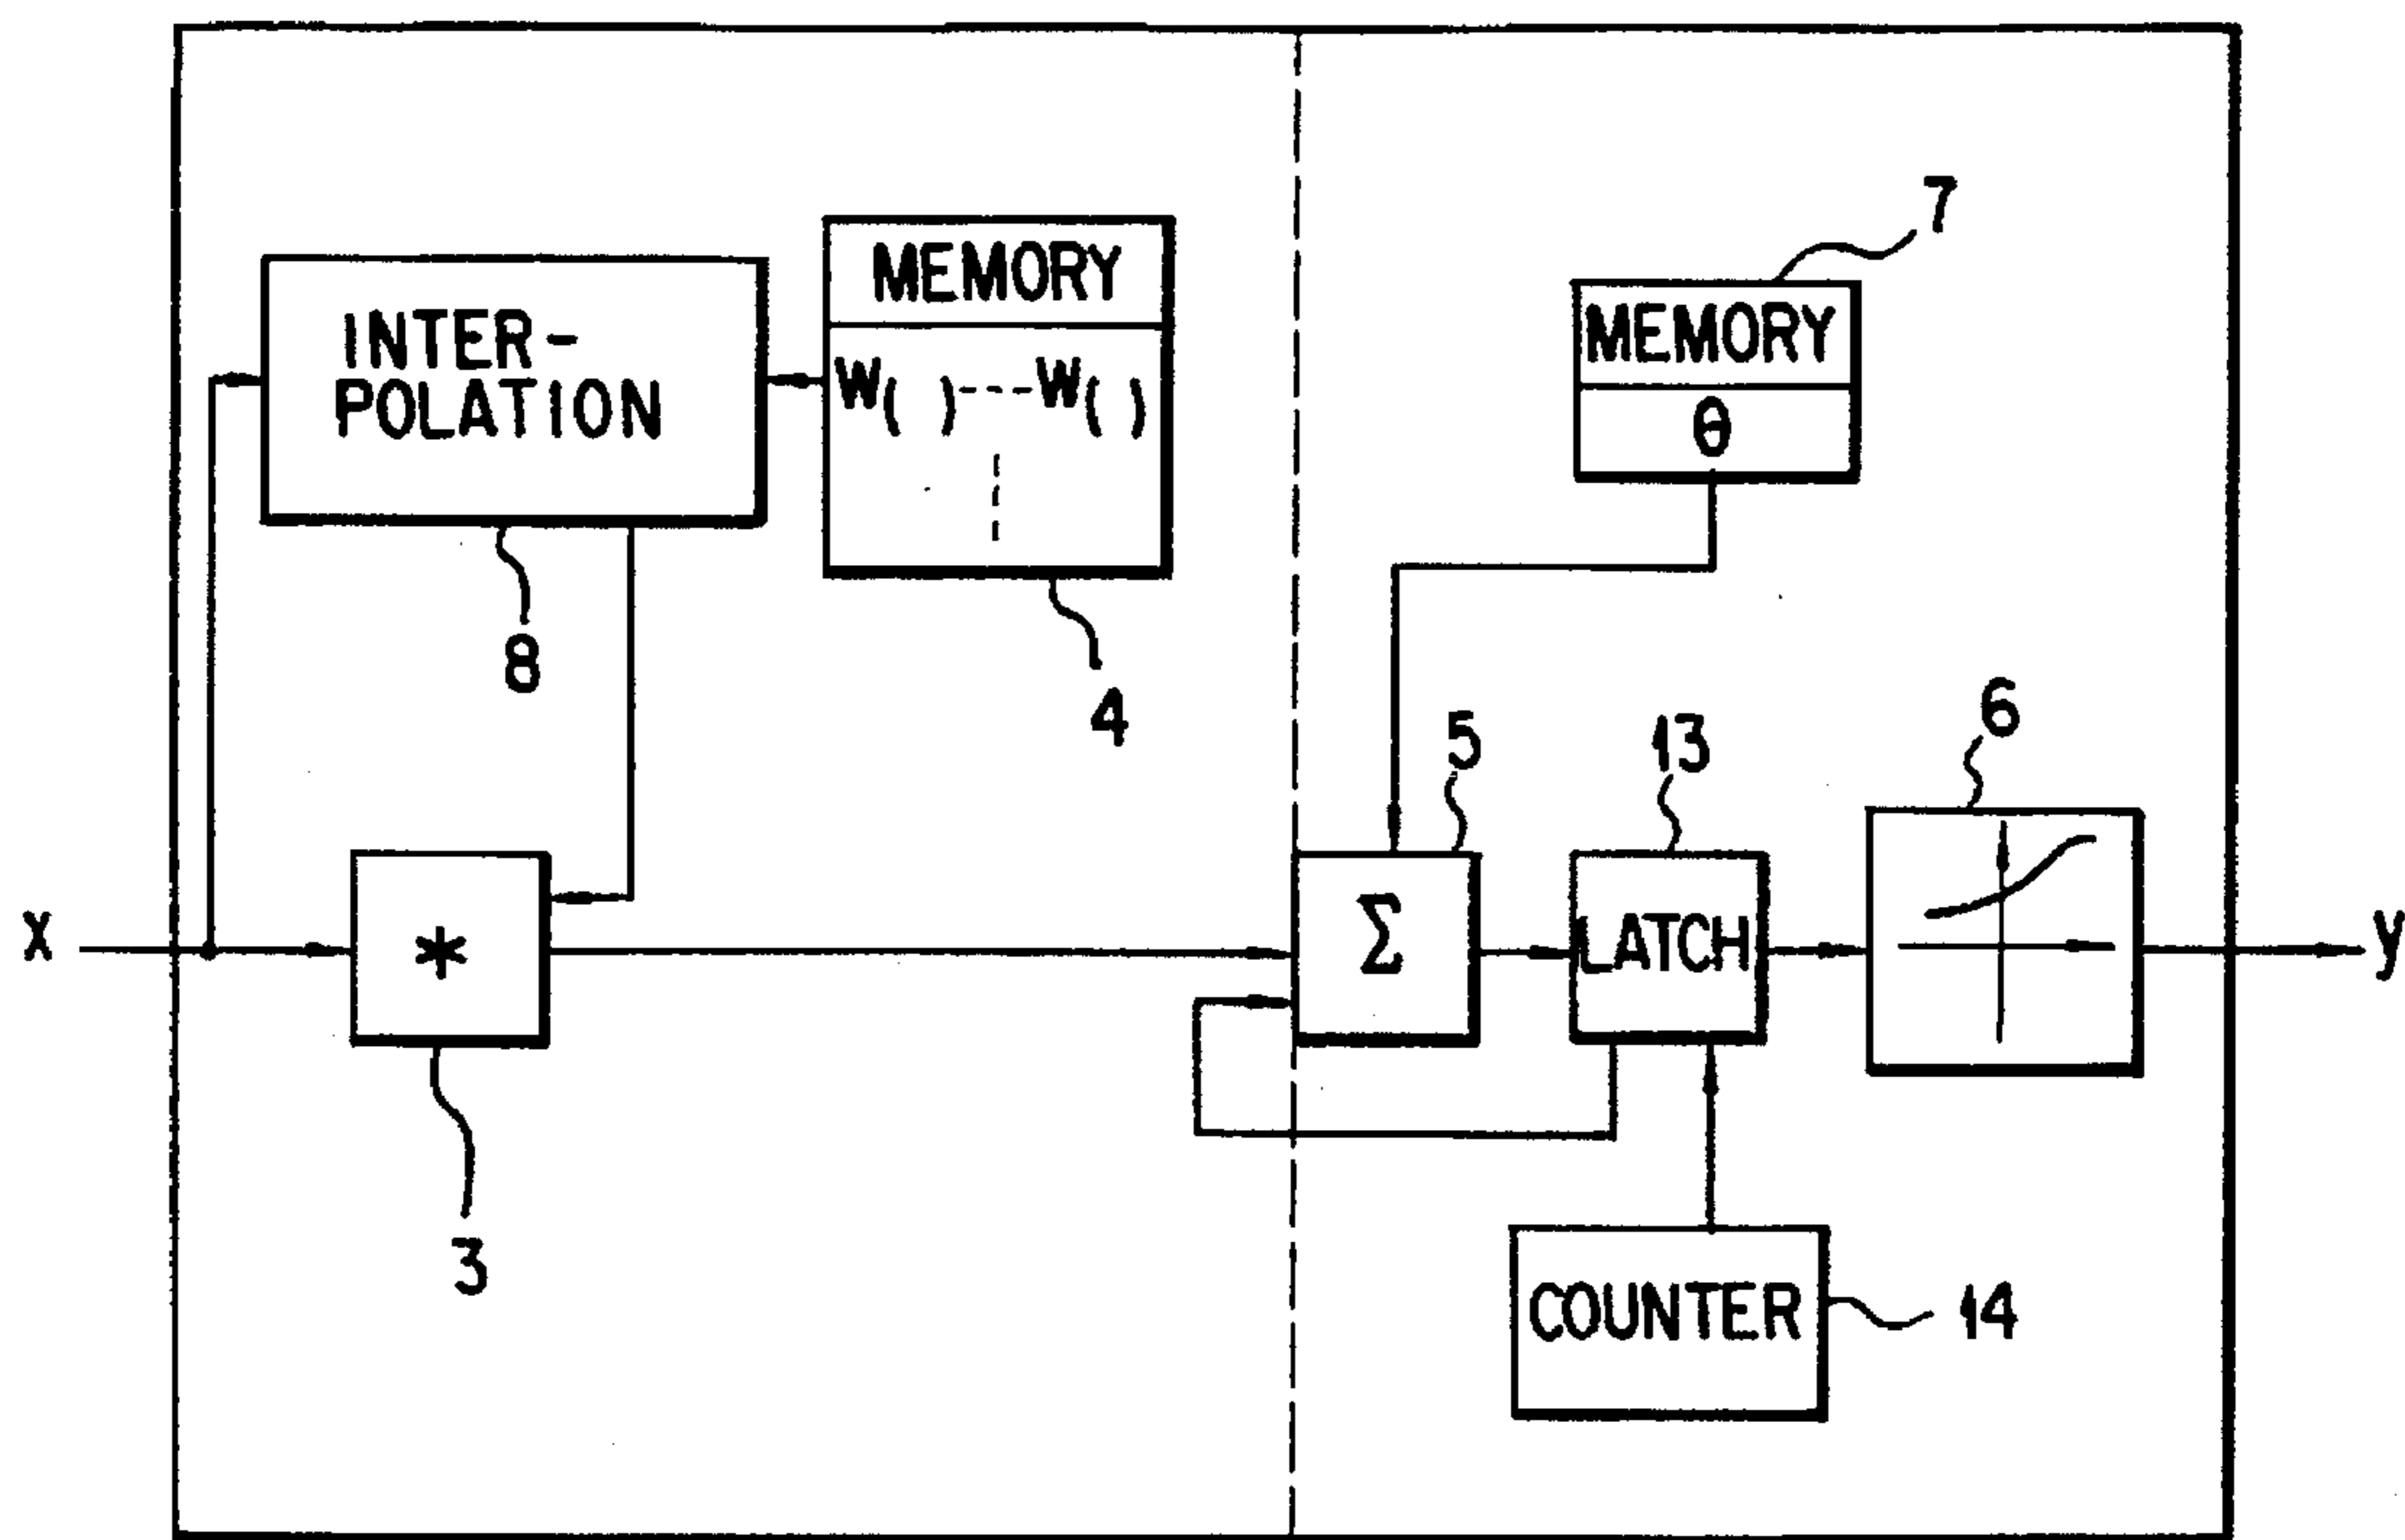 7
MEMORY
W( )---W( )
INTER-
POLATION
MEMORY
θ
8
4
5
13
6
X
*
Σ
LATCH
y
3
COUNTER
14